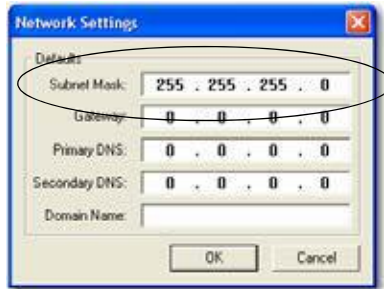 Network Settings
Defaults
Subnet Mask: 255 . 255 . 255 . 0
Gateway: 0 . 0 . 0 . 0
Primary DNS: 0 . 0 . 0 . 0
Secondary DNS: 0 . 0 . 0 . 0
Domain Name:
OK Cancel